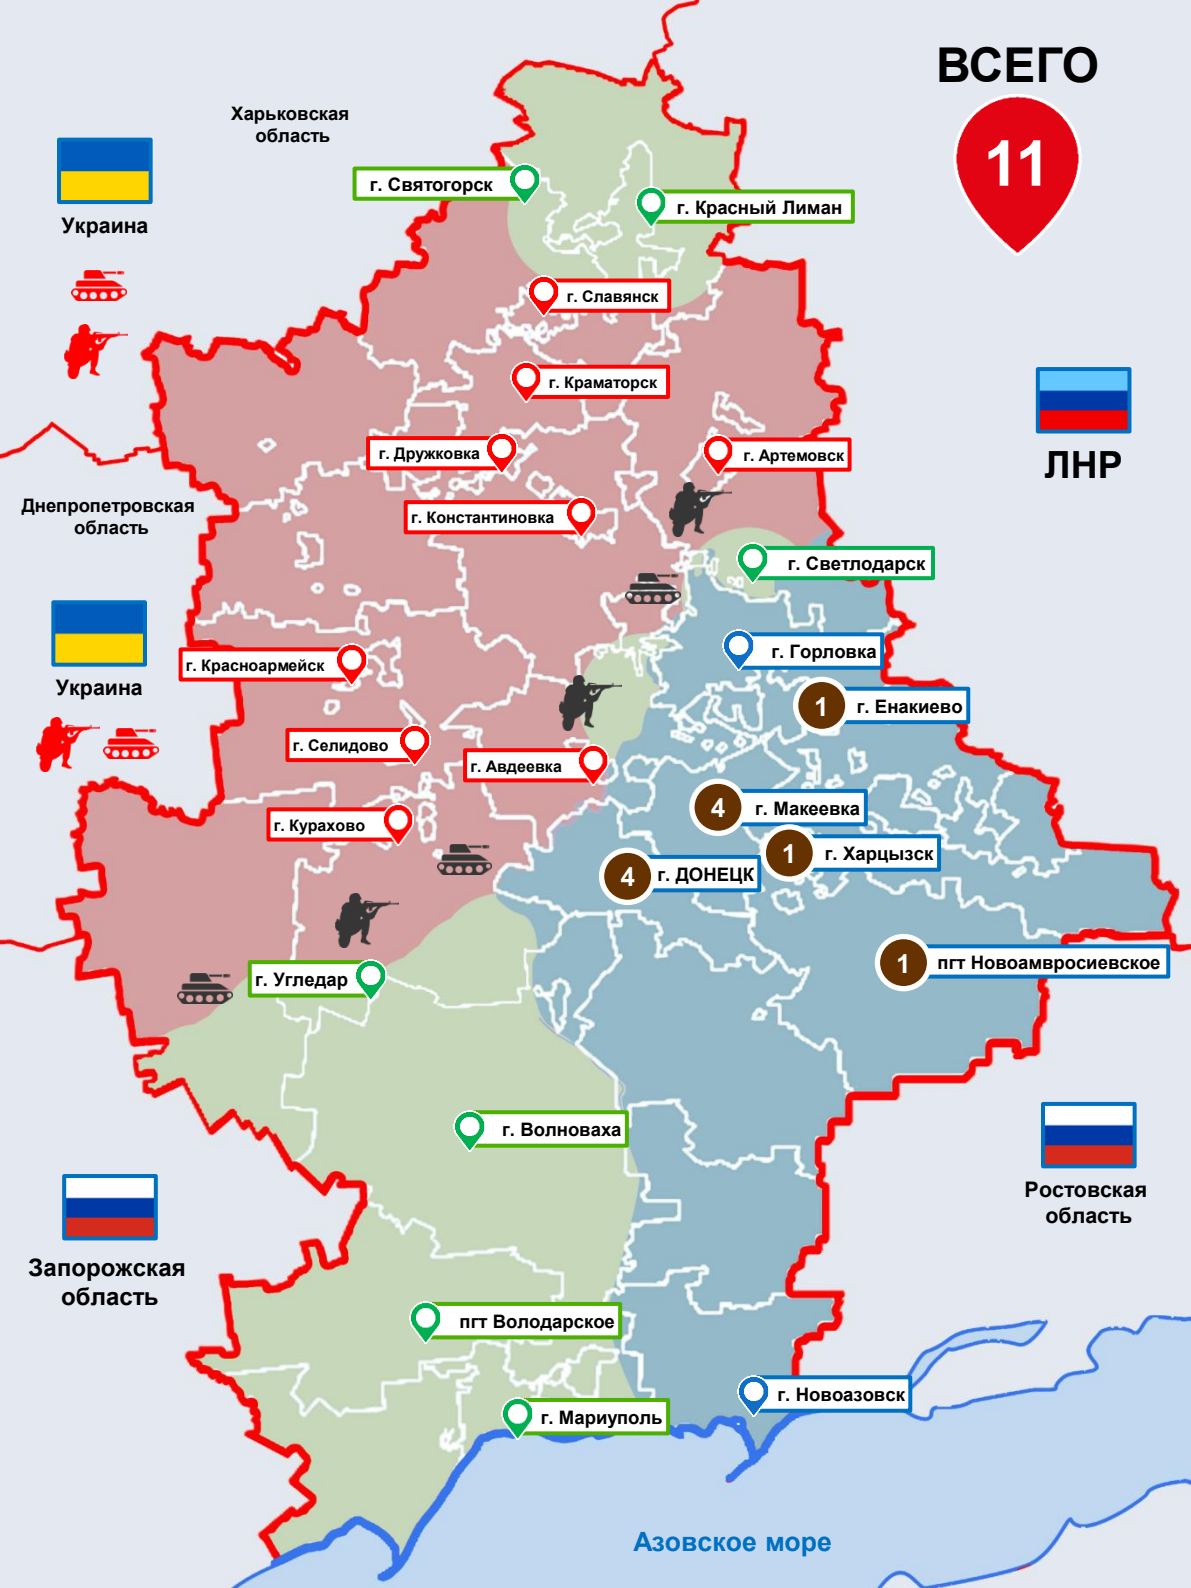 ВСЕГО
11
Харьковская
область
Украина
г. Святогорск
г. Красный Лиман
г. Славянск
г. Краматорск
ЛНР
г. Дружковка
г. Артемовск
Днепропетровская
область
г. Константиновка
г. Светлодарск
Украина
г. Горловка
г. Красноармейск
1
г. Енакиево
г. Селидово
г. Авдеевка
4
г. Макеевка
г. Курахово
1
г. Харцызск
4
г. ДОНЕЦК
1
пгт Новоамвросиевское
г. Угледар
г. Волноваха
Ростовская
область
Запорожская
область
пгт Володарское
г. Новоазовск
г. Мариуполь
Азовское море